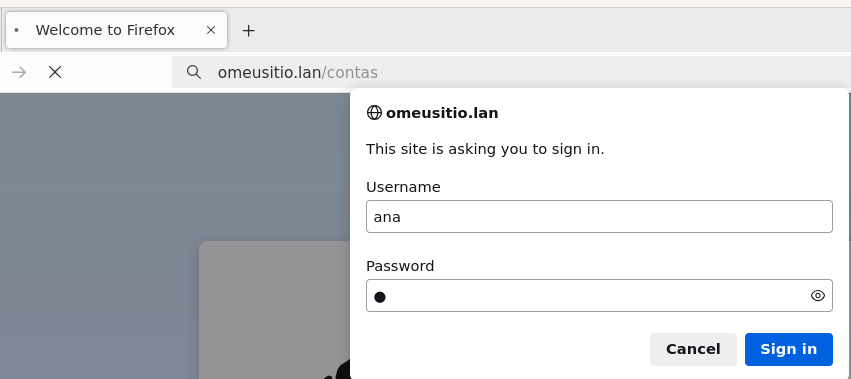 Welcome to Firefox
omeusitio.lan/contas
omeusitio.lan
This site is asking you to sign in.
Username
ana
Password
Cancel
Sign in